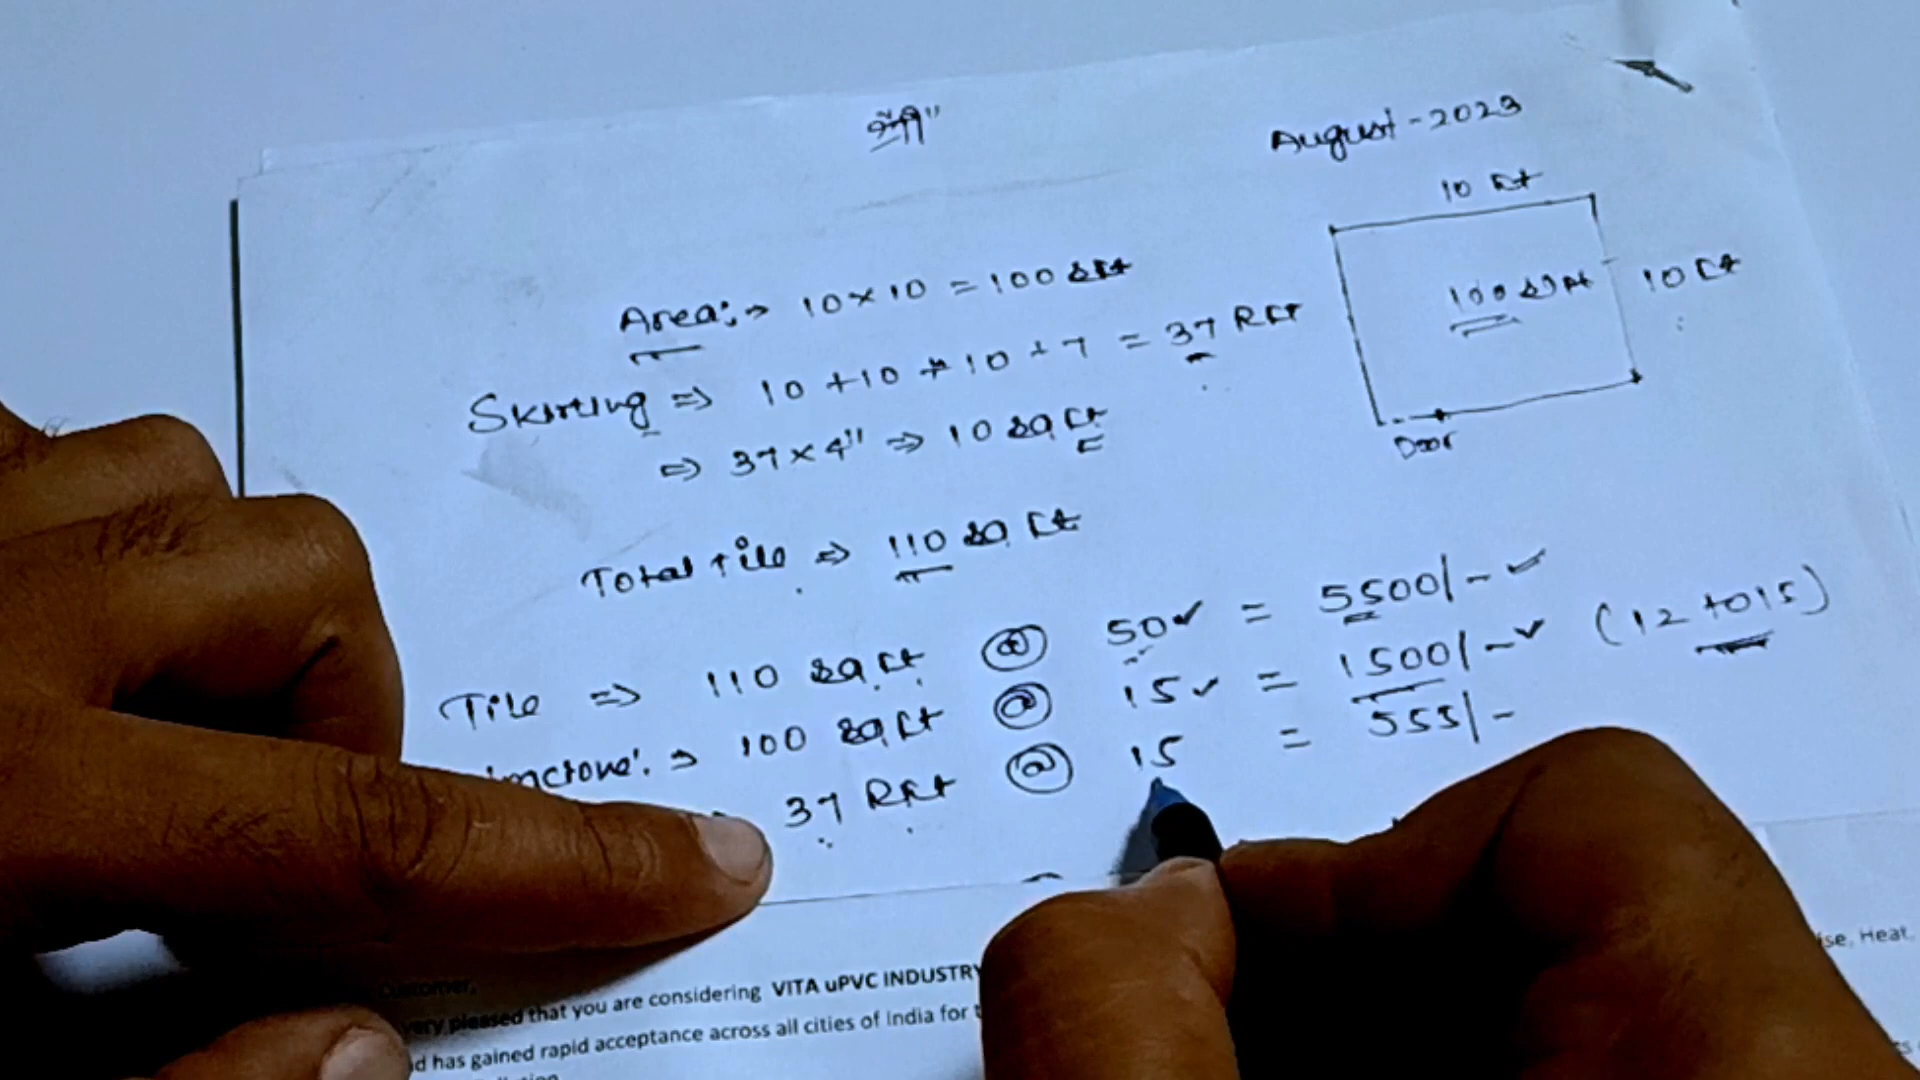 August - 2023
10 ft
Area:→ 10 × 10 = 100 sft
100 sqft
10 ft
Skirting ⇒ 10 + 10 + 10 + 7 = 37 Rft
⇒ 37 × 4" ⇒ 10 sq ft
Door
Total tile ⇒ 110 sq ft
Tile ⇒ 110 sq ft @ 50 ✓ = 5500/- ✓
100 sq ft @ 15 ✓ = 1500/- ✓ (12 to 15)
37 Rft @ 15 = 555/-
Customer,
very pleased that you are considering VITA uPVC INDUSTRY
has gained rapid acceptance across all cities of India for
Heat,